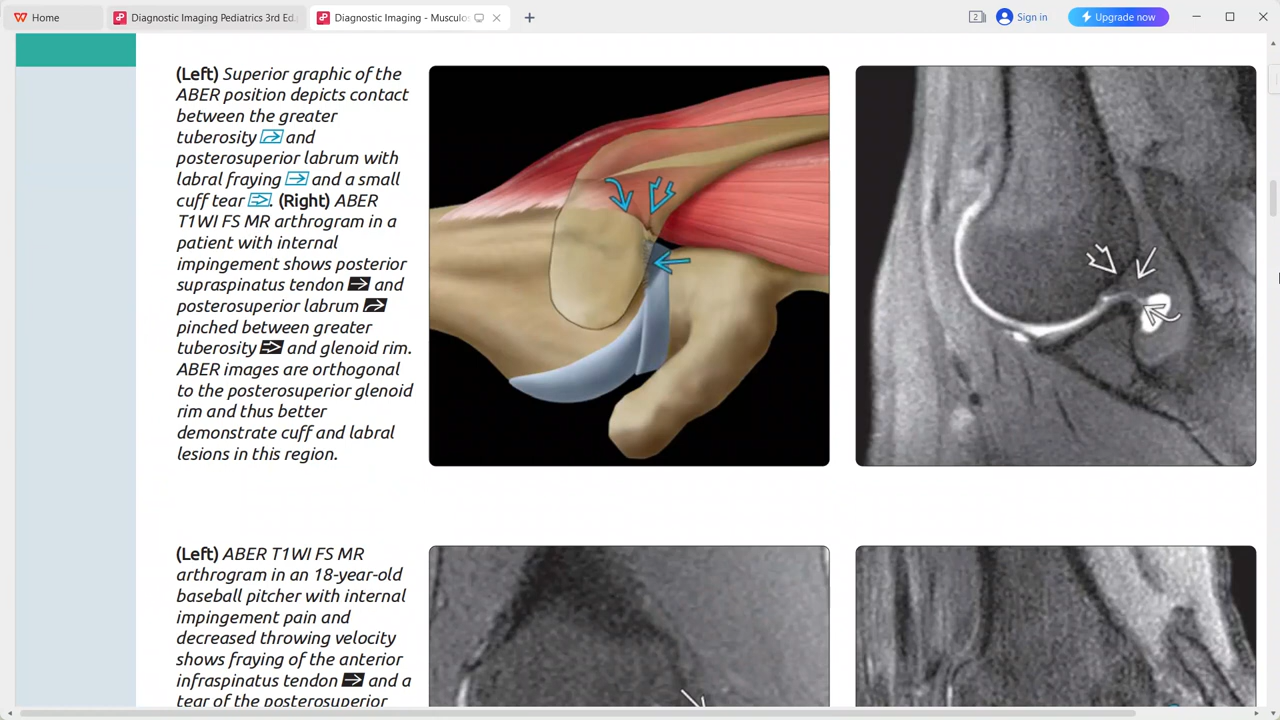 Home
Diagnostic Imaging Pediatrics 3rd Ed.
Diagnostic Imaging - Musculos
2
Sign in
Upgrade now
(Left) Superior graphic of the
ABER position depicts contact
between the greater
tuberosity and
posterosuperior labrum with
labral fraying and a small
cuff tear. (Right) ABER
T1WI FS MR arthrogram in a
patient with internal
impingement shows posterior
supraspinatus tendon and
posterosuperior labrum
pinched between greater
tuberosity and glenoid rim.
ABER images are orthogonal
to the posterosuperior glenoid
rim and thus better
demonstrate cuff and labral
lesions in this region.
(Left) ABER T1WI FS MR
arthrogram in an 18-year-old
baseball pitcher with internal
impingement pain and
decreased throwing velocity
shows fraying of the anterior
infraspinatus tendon and a
tear of the posterosuperior